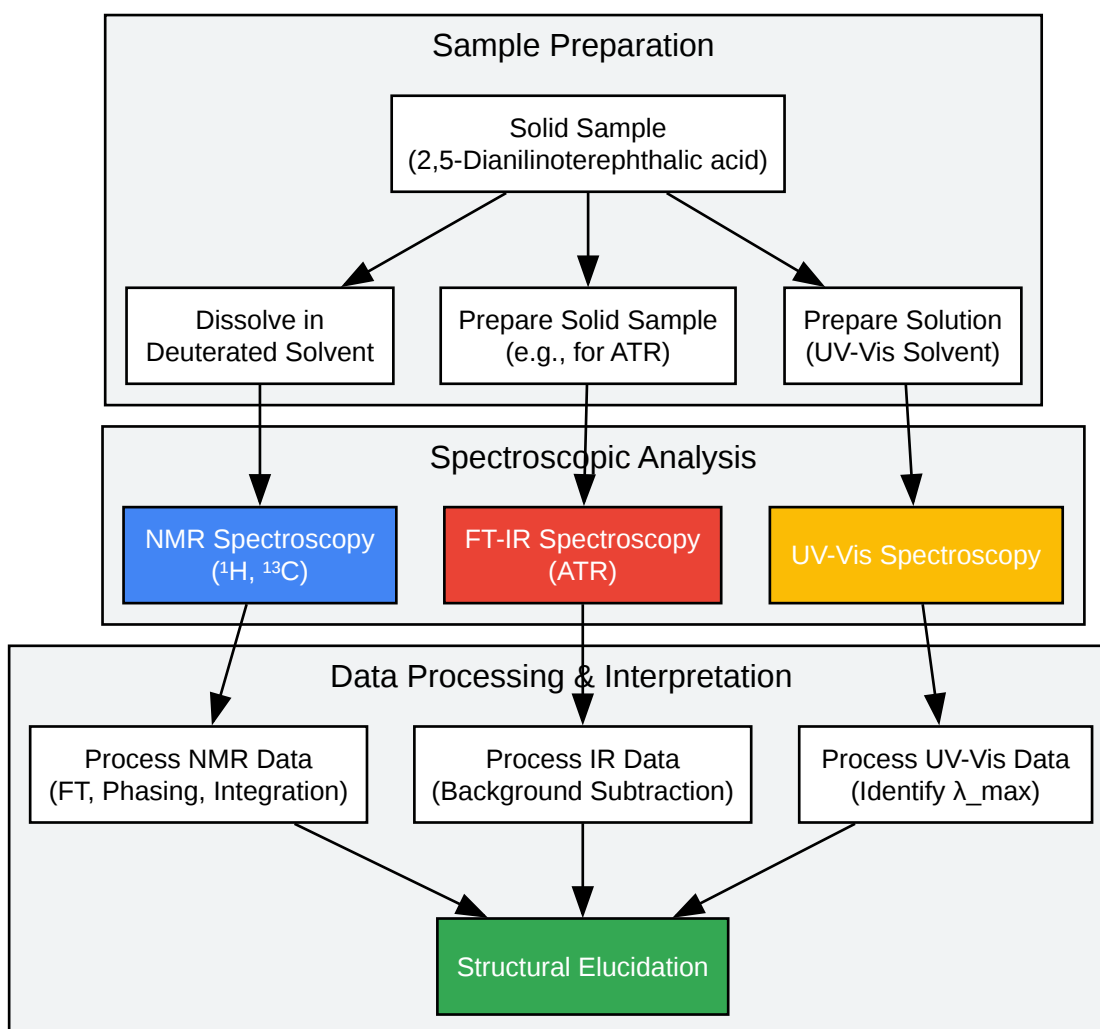 Sample Preparation
Solid Sample
(2,5-Dianilinoterephthalic acid)
Dissolve in
Deuterated Solvent
Prepare Solid Sample
(e.g., for ATR)
Prepare Solution
(UV-Vis Solvent)
Spectroscopic Analysis
NMR Spectroscopy
(¹H, ¹³C)
FT-IR Spectroscopy
(ATR)
UV-Vis Spectroscopy
Data Processing & Interpretation
Process NMR Data
(FT, Phasing, Integration)
Process IR Data
(Background Subtraction)
Process UV-Vis Data
(Identify λ_max)
Structural Elucidation